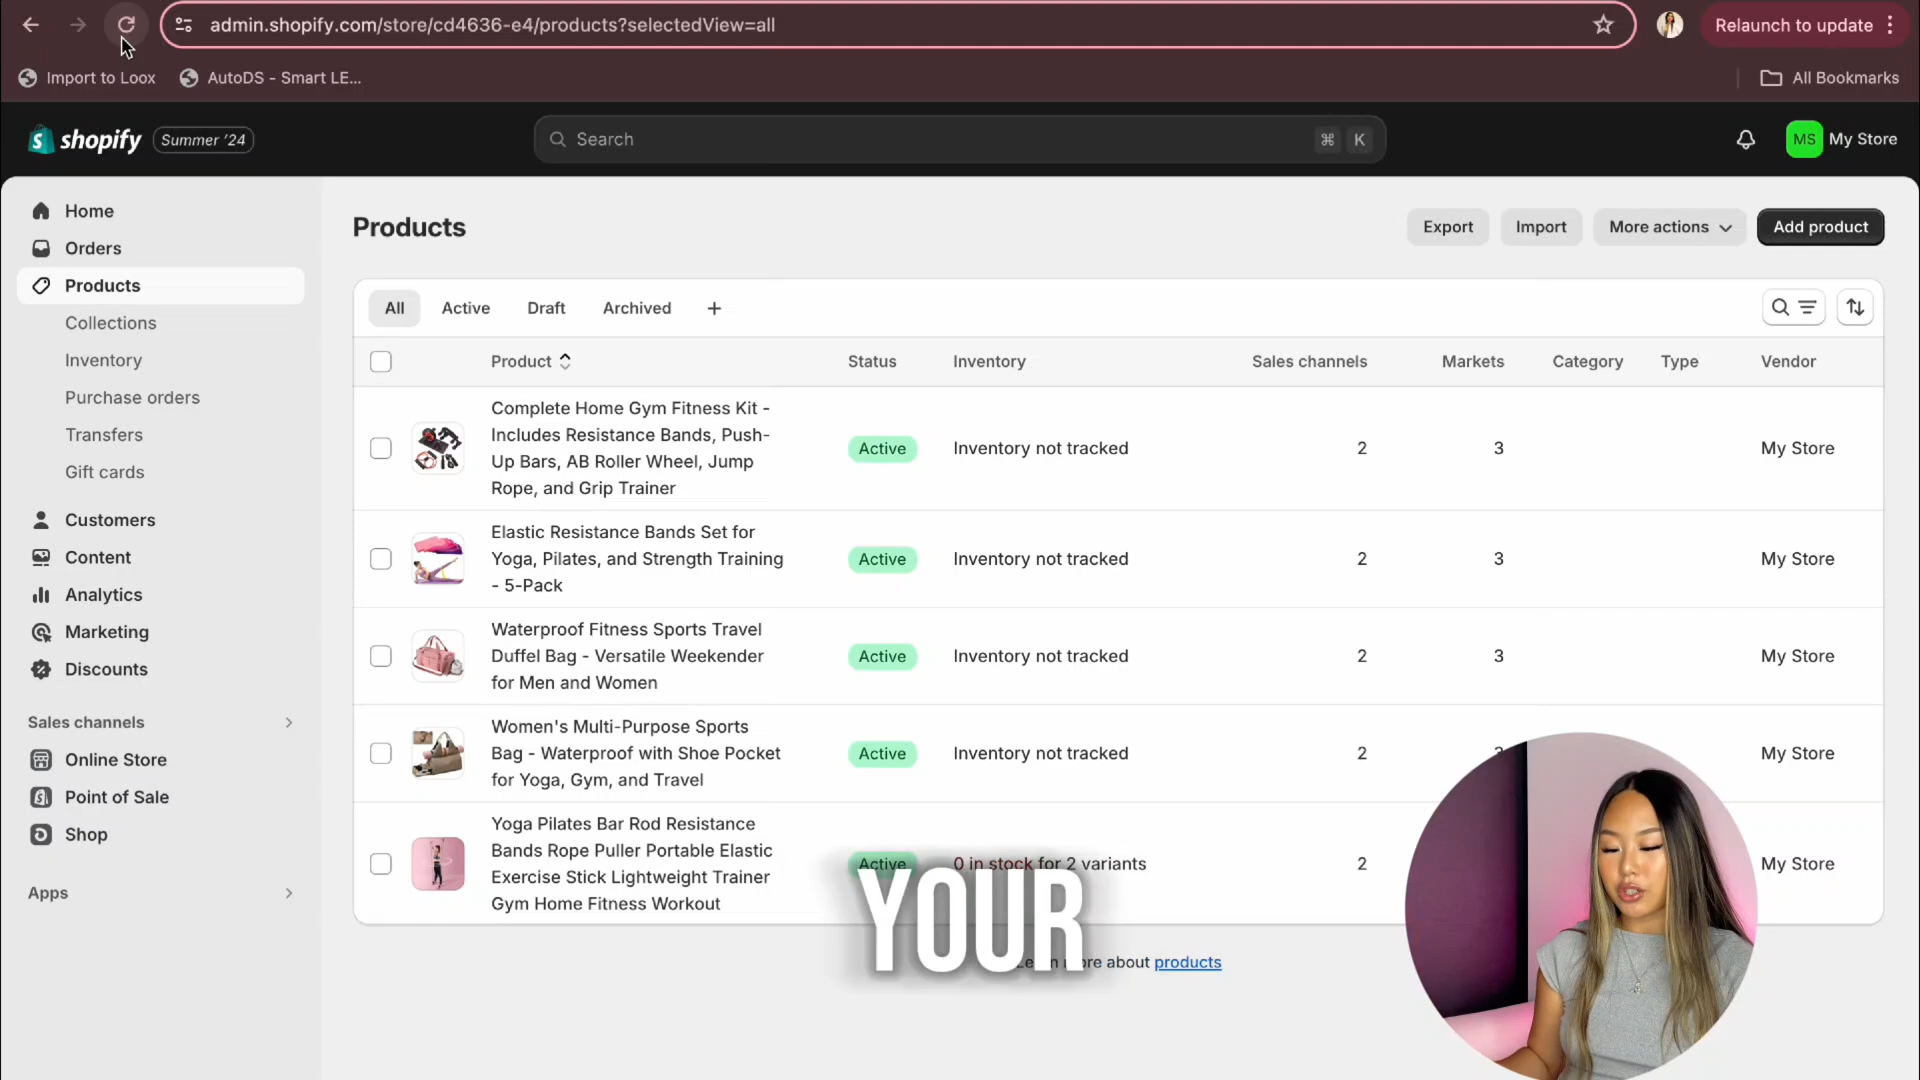 admin.shopify.com/store/cd4636-e4/products?selectedView=all
Relaunch to update
Import to Loox
AutoDS - Smart LE...
All Bookmarks
shopify
Summer '24
Search
⌘ K
MS
My Store
Home
Orders
Products
Collections
Inventory
Purchase orders
Transfers
Gift cards
Customers
Content
Analytics
Marketing
Discounts
Sales channels
Online Store
Point of Sale
Shop
Apps
Products
Export
Import
More actions
Add product
All
Active
Draft
Archived
+
Product
Status
Inventory
Sales channels
Markets
Category
Type
Vendor
Complete Home Gym Fitness Kit -
Includes Resistance Bands, Push-
Up Bars, AB Roller Wheel, Jump
Rope, and Grip Trainer
Active
Inventory not tracked
2
3
My Store
Elastic Resistance Bands Set for
Yoga, Pilates, and Strength Training
- 5-Pack
Active
Inventory not tracked
2
3
My Store
Waterproof Fitness Sports Travel
Duffel Bag - Versatile Weekender
for Men and Women
Active
Inventory not tracked
2
3
My Store
Women's Multi-Purpose Sports
Bag - Waterproof with Shoe Pocket
for Yoga, Gym, and Travel
Active
Inventory not tracked
2
My Store
Yoga Pilates Bar Rod Resistance
Bands Rope Puller Portable Elastic
Exercise Stick Lightweight Trainer
Gym Home Fitness Workout
Active
0 in stock for 2 variants
2
My Store
YOUR
about products